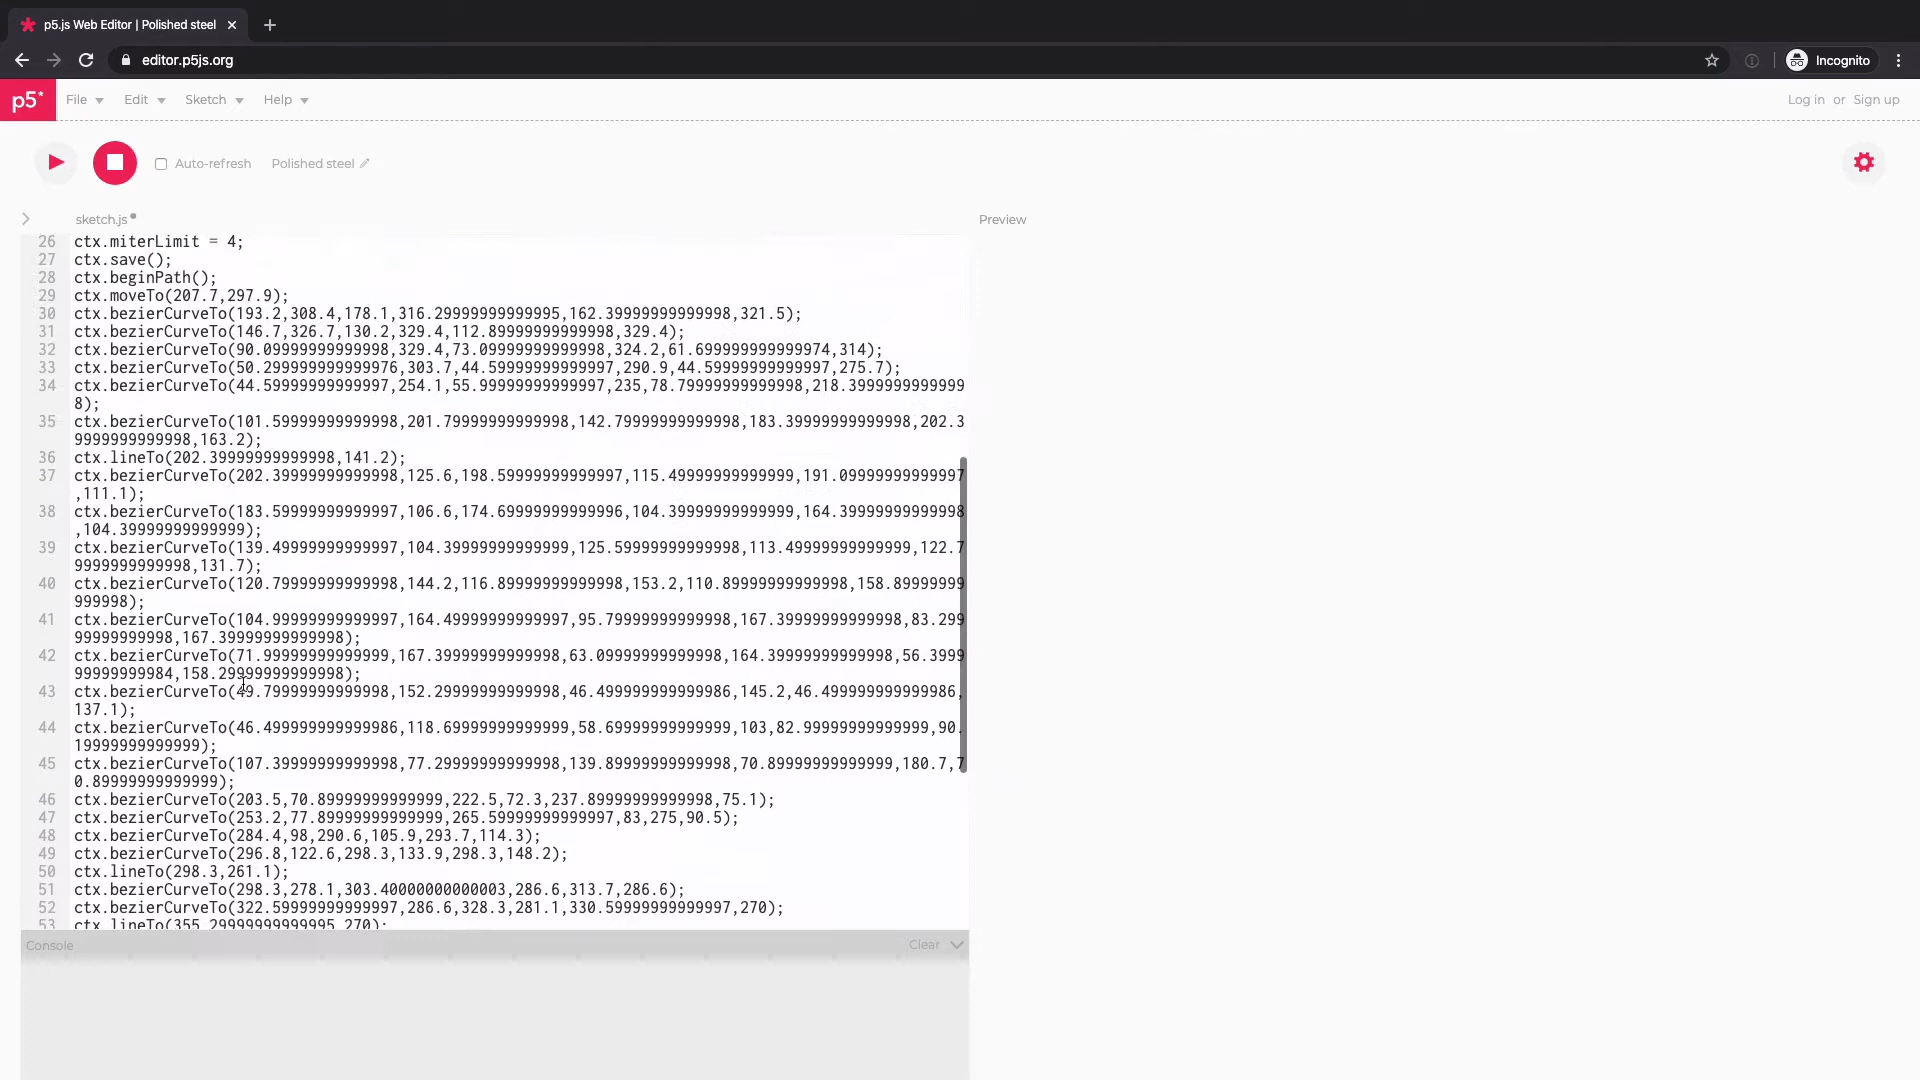 p5.js Web Editor | Polished steel
editor.p5js.org
Incognito
p5*
File
Edit
Sketch
Help
Log in or Sign up
Auto-refresh
Polished steel
sketch.js
Preview
26 ctx.miterLimit = 4;
27 ctx.save();
28 ctx.beginPath();
29 ctx.moveTo(207.7,297.9);
30 ctx.bezierCurveTo(193.2,308.4,178.1,316.29999999999995,162.39999999999998,321.5);
31 ctx.bezierCurveTo(146.7,326.7,130.2,329.4,112.89999999999998,329.4);
32 ctx.bezierCurveTo(90.09999999999998,329.4,73.09999999999998,324.2,61.699999999999974,314);
33 ctx.bezierCurveTo(50.299999999999976,303.7,44.59999999999997,290.9,44.59999999999997,275.7);
34 ctx.bezierCurveTo(44.59999999999997,254.1,55.99999999999997,235,78.79999999999998,218.3999999999999
8);
35 ctx.bezierCurveTo(101.59999999999998,201.79999999999998,142.79999999999998,183.39999999999998,202.3
9999999999998,163.2);
36 ctx.lineTo(202.39999999999998,141.2);
37 ctx.bezierCurveTo(202.39999999999998,125.6,198.59999999999997,115.49999999999999,191.09999999999997
,111.1);
38 ctx.bezierCurveTo(183.59999999999997,106.6,174.69999999999996,104.39999999999999,164.39999999999998
,104.39999999999999);
39 ctx.bezierCurveTo(139.49999999999997,104.39999999999999,125.59999999999998,113.49999999999999,122.7
9999999999998,131.7);
40 ctx.bezierCurveTo(120.79999999999998,144.2,116.89999999999998,153.2,110.89999999999998,158.89999999
999998);
41 ctx.bezierCurveTo(104.99999999999997,164.49999999999997,95.79999999999998,167.39999999999998,83.299
99999999998,167.39999999999998);
42 ctx.bezierCurveTo(71.99999999999999,167.39999999999998,63.09999999999998,164.39999999999998,56.3999
99999999984,158.29999999999998);
43 ctx.bezierCurveTo(49.79999999999998,152.29999999999998,46.499999999999986,145.2,46.499999999999986,
137.1);
44 ctx.bezierCurveTo(46.499999999999986,118.69999999999999,58.69999999999999,103,82.99999999999999,90.
19999999999999);
45 ctx.bezierCurveTo(107.39999999999998,77.29999999999998,139.89999999999998,70.89999999999999,180.7,7
0.89999999999999);
46 ctx.bezierCurveTo(203.5,70.89999999999999,222.5,72.3,237.89999999999998,75.1);
47 ctx.bezierCurveTo(253.2,77.89999999999999,265.59999999999997,83,275,90.5);
48 ctx.bezierCurveTo(284.4,98,290.6,105.9,293.7,114.3);
49 ctx.bezierCurveTo(296.8,122.6,298.3,133.9,298.3,148.2);
50 ctx.lineTo(298.3,261.1);
51 ctx.bezierCurveTo(298.3,278.1,303.40000000000003,286.6,313.7,286.6);
52 ctx.bezierCurveTo(322.59999999999997,286.6,328.3,281.1,330.59999999999997,270);
53 ctx.lineTo(355.29999999999995,270);
Console
Clear